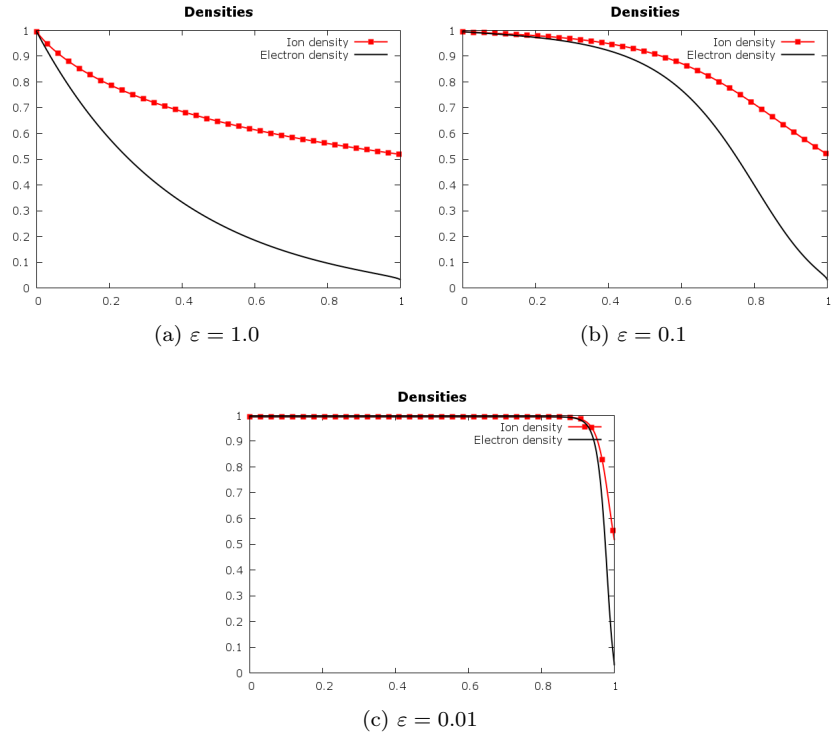 Densities
Ion density
Electron density
1
0.9
0.8
0.7
0.6
0.5
0.4
0.3
0.2
0.1
0
0 0.2 0.4 0.6 0.8 1
(a) ε = 1.0
Densities
Ion density
Electron density
1
0.9
0.8
0.7
0.6
0.5
0.4
0.3
0.2
0.1
0
0 0.2 0.4 0.6 0.8 1
(b) ε = 0.1
Densities
Ion density
Electron density
1
0.9
0.8
0.7
0.6
0.5
0.4
0.3
0.2
0.1
0
0 0.2 0.4 0.6 0.8 1
(c) ε = 0.01